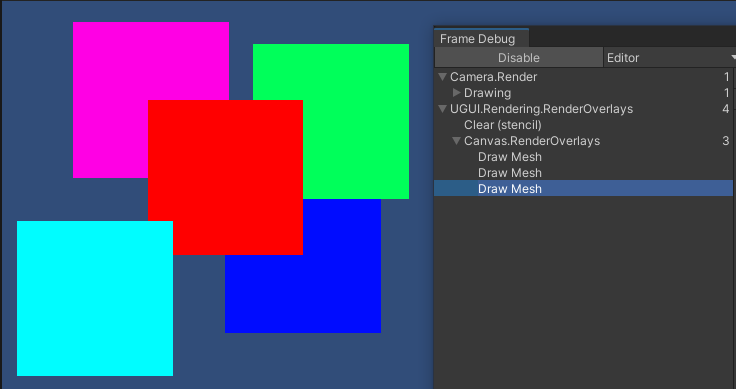 Frame Debug
Disable
Editor
Camera.Render 1
Drawing 1
UGUI.Rendering.RenderOverlays 4
Clear (stencil)
Canvas.RenderOverlays 3
Draw Mesh
Draw Mesh
Draw Mesh